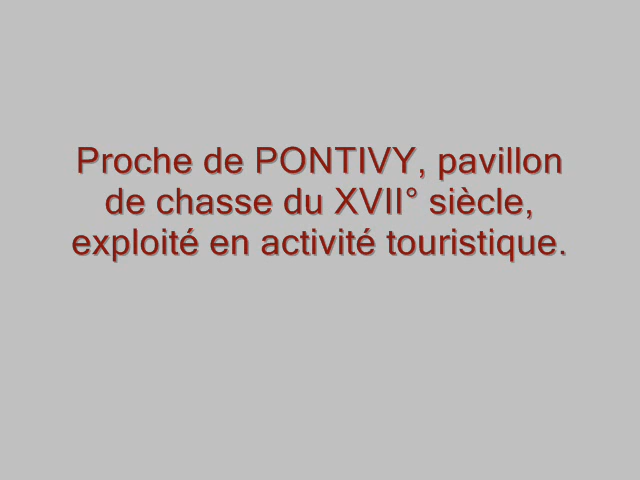 Proche de PONTIVY, pavillon
de chasse du XVII° siècle,
exploité en activité touristique.